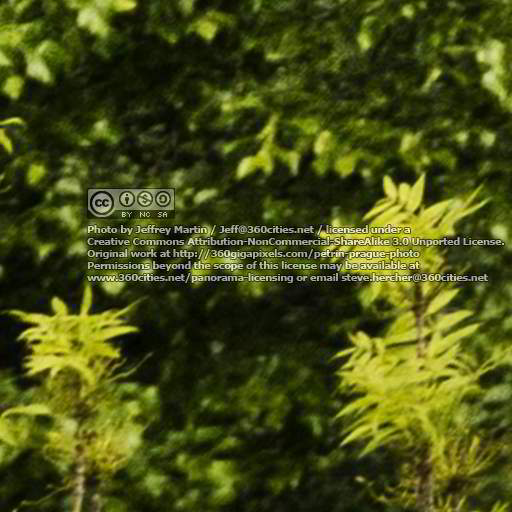 cc BY NC SA
Photo by Jeffrey Martin / Jeff@360cities.net / licensed under a
Creative Commons Attribution-NonCommercial-ShareAlike 3.0 Unported License.
Original work at http://360gigapixels.com/petrin-prague-photo
Permissions beyond the scope of this license may be available at
www.360cities.net/panorama-licensing or email steve.hercher@360cities.net